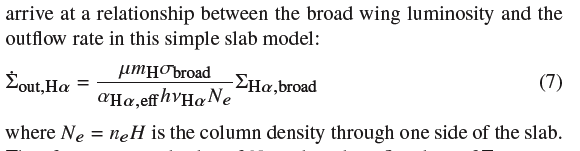 arrive at a relationship between the broad wing luminosity and the
outflow rate in this simple slab model:
Σ̇out,Hα = μmHσbroad / αHα,eff hνHα Ne ΣHα,broad (7)
where Ne = neH is the column density through one side of the slab.